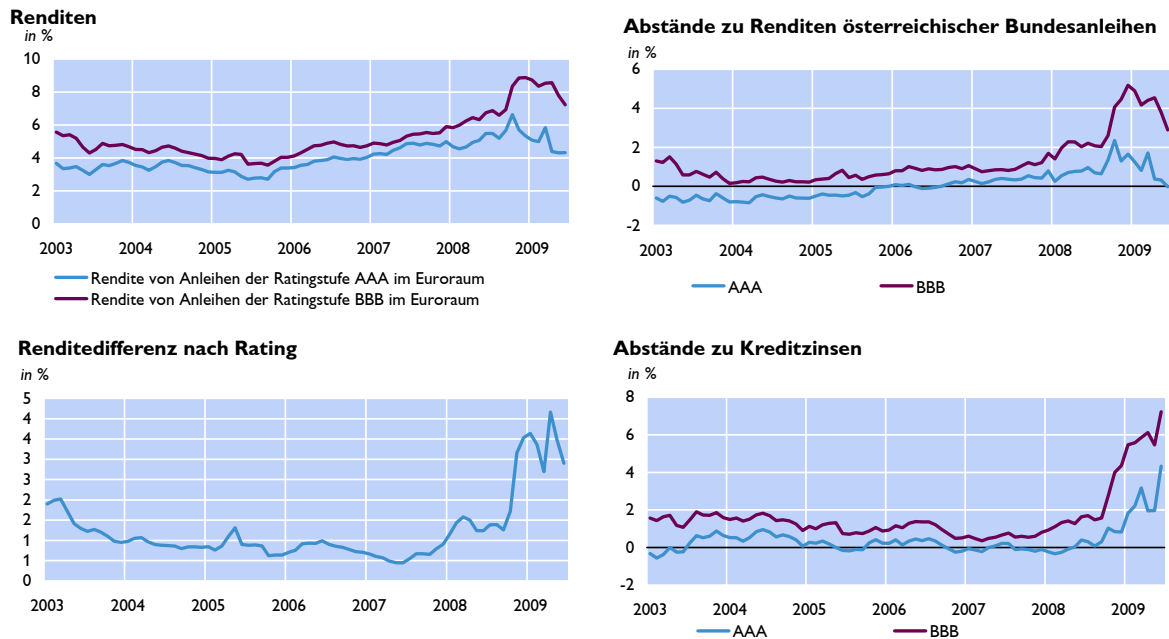 Renditen
in %
10
8
6
4
2
0
2003 2004 2005 2006 2007 2008 2009
Rendite von Anleihen der Ratingstufe AAA im Euroraum
Rendite von Anleihen der Ratingstufe BBB im Euroraum
Abstände zu Renditen österreichischer Bundesanleihen
in %
6
4
2
0
-2
2003 2004 2005 2006 2007 2008 2009
AAA BBB
Renditedifferenz nach Rating
in %
5
4
4
3
3
2
2
1
1
0
2003 2004 2005 2006 2007 2008 2009
Abstände zu Kreditzinsen
in %
8
6
4
2
0
-2
2003 2004 2005 2006 2007 2008 2009
AAA BBB